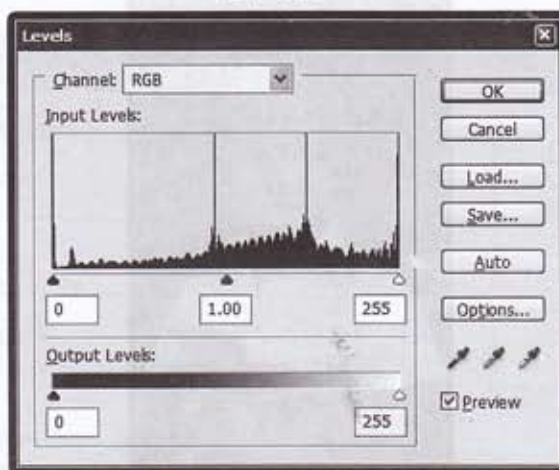 Levels
Channel: RGB
Input Levels:
0 1.00 255
Output Levels:
0 255
OK
Cancel
Load...
Save...
Auto
Options...
Preview